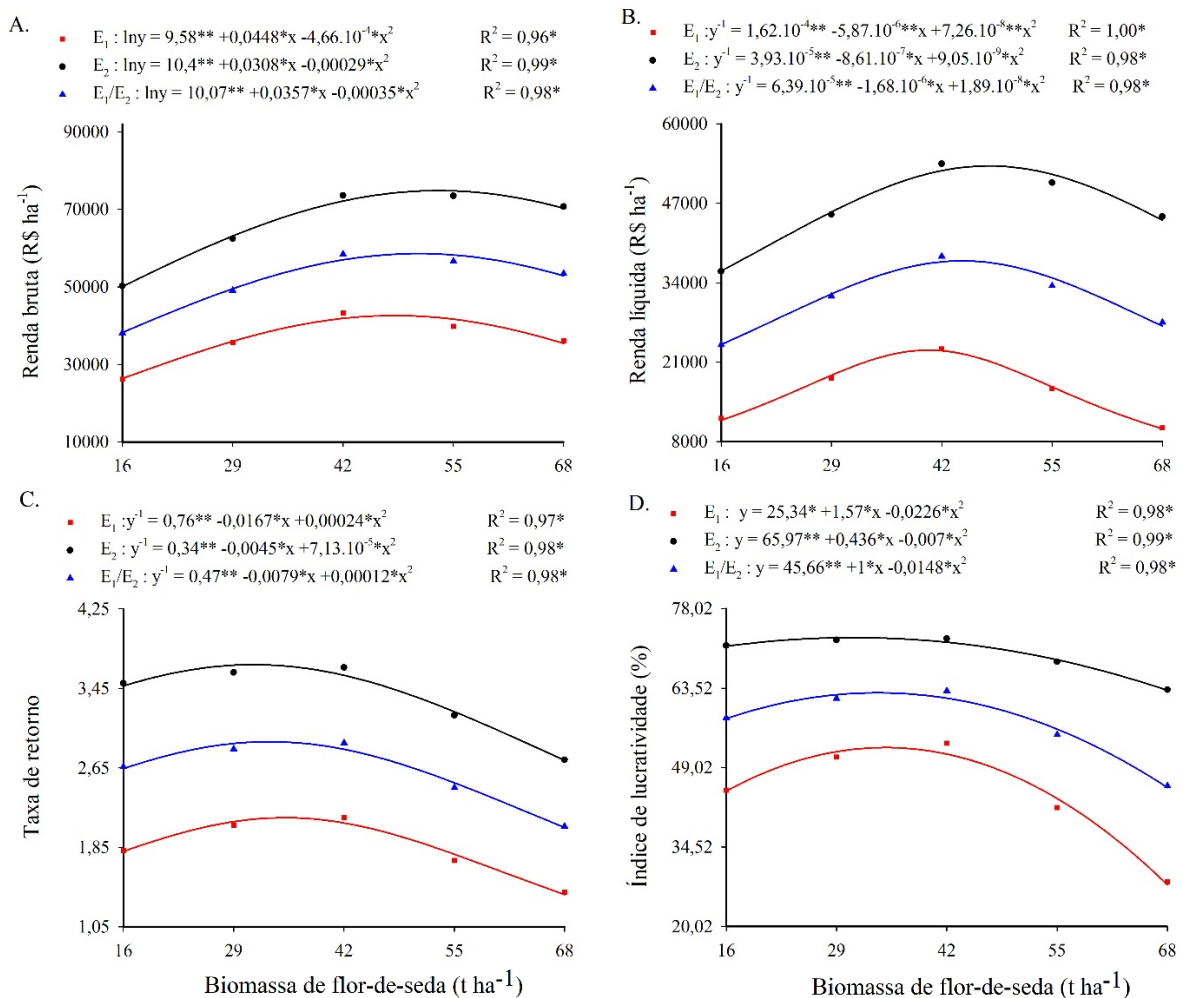 A.
E₁ : lny = 9,58** +0,0448*x -4,66.10⁻⁴*x² R² = 0,96*
E₂ : lny = 10,4** +0,0308*x -0,00029*x² R² = 0,99*
E₁/E₂ : lny = 10,07** +0,0357*x -0,00035*x² R² = 0,98*
90000
70000
50000
30000
10000
Renda bruta (R$ ha⁻¹)
16 29 42 55 68
B.
E₁ :y⁻¹ = 1,62.10⁻⁴** -5,87.10⁻⁶**x +7,26.10⁻⁸**x² R² = 1,00*
E₂ : y⁻¹ = 3,93.10⁻⁵** -8,61.10⁻⁷*x +9,05.10⁻⁹*x² R² = 0,98*
E₁/E₂ : y⁻¹ = 6,39.10⁻⁵** -1,68.10⁻⁶*x +1,89.10⁻⁸*x² R² = 0,98*
60000
47000
34000
21000
8000
Renda líquida (R$ ha⁻¹)
16 29 42 55 68
C.
E₁ :y⁻¹ = 0,76** -0,0167*x +0,00024*x² R² = 0,97*
E₂ : y⁻¹ = 0,34** -0,0045*x +7,13.10⁻⁵*x² R² = 0,98*
E₁/E₂ : y⁻¹ = 0,47** -0,0079*x +0,00012*x² R² = 0,98*
4,25
3,45
2,65
1,85
1,05
Taxa de retorno
16 29 42 55 68
Biomassa de flor-de-seda (t ha⁻¹)
D.
E₁ : y = 25,34* +1,57*x -0,0226*x² R² = 0,98*
E₂ : y = 65,97** +0,436*x -0,007*x² R² = 0,99*
E₁/E₂ : y = 45,66** +1*x -0,0148*x² R² = 0,98*
78,02
63,52
49,02
34,52
20,02
Índice de lucratividade (%)
16 29 42 55 68
Biomassa de flor-de-seda (t ha⁻¹)